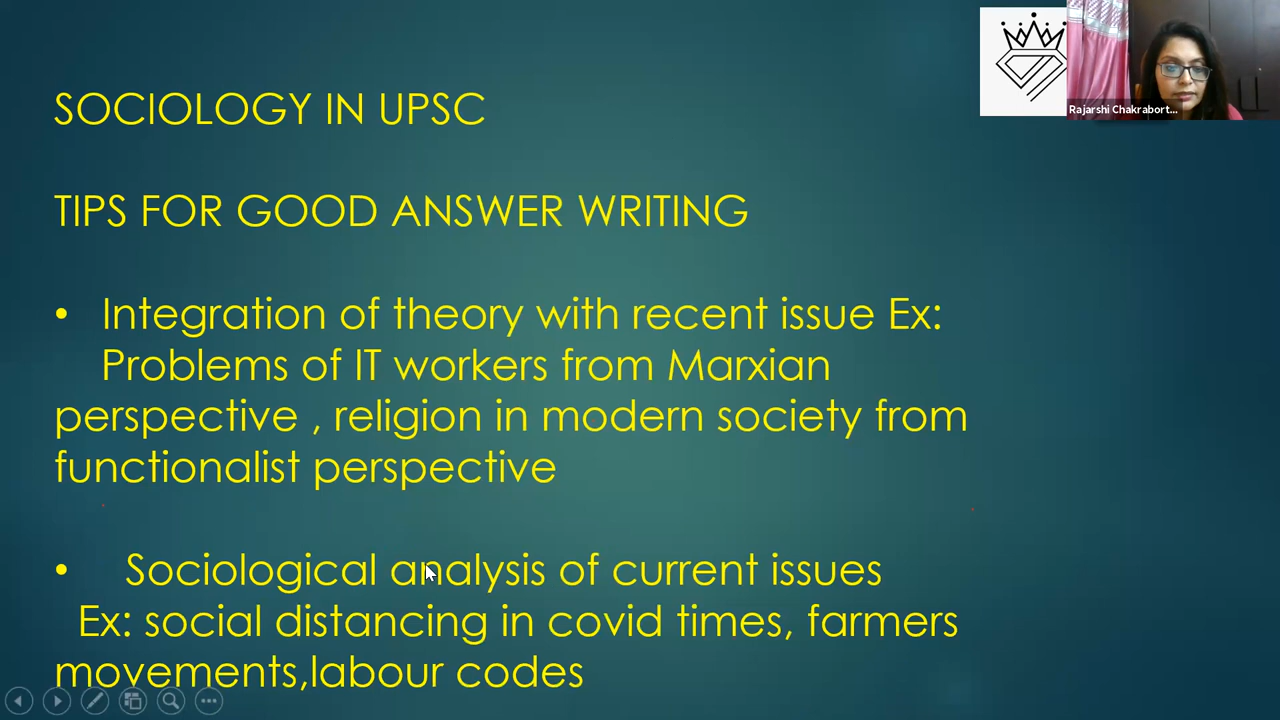 SOCIOLOGY IN UPSC
TIPS FOR GOOD ANSWER WRITING
• Integration of theory with recent issue Ex:
Problems of IT workers from Marxian
perspective , religion in modern society from
functionalist perspective
• Sociological analysis of current issues
Ex: social distancing in covid times, farmers
movements,labour codes
Rajarshi Chakrabort...